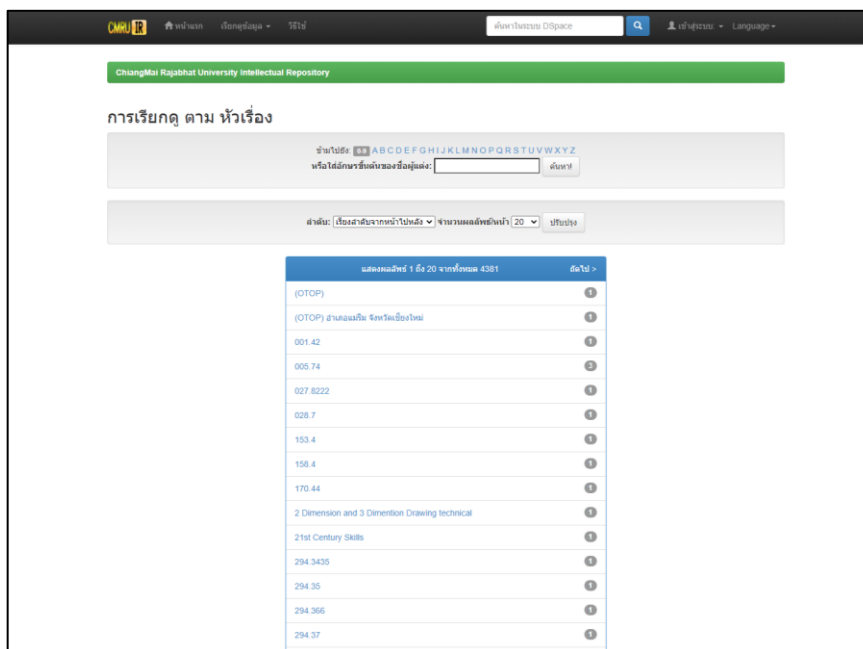 CMRU IR หน้าแรก เรียกดูข้อมูล วิธีใช้ ค้นหาในระบบ DSpace เข้าสู่ระบบ Language
ChiangMai Rajabhat University Intellectual Repository
การเรียกดู ตาม หัวเรื่อง
ข้ามไปยัง: 0-9 A B C D E F G H I J K L M N O P Q R S T U V W X Y Z
หรือใส่อักษรขึ้นต้นของชื่อผู้แต่ง: ค้นหา!
ลำดับ: เรียงลำดับจากหน้าไปหลัง จำนวนผลลัพธ์/หน้า 20 ปรับปรุง
แสดงผลลัพธ์ 1 ถึง 20 จากทั้งหมด 4381 ถัดไป >
(OTOP) 1
(OTOP) อำเภอแม่ริม จังหวัดเชียงใหม่ 1
001.42 1
005.74 3
027.8222 1
028.7 1
153.4 1
158.4 1
170.44 1
2 Dimension and 3 Dimention Drawing technical 1
21st Century Skills 1
294.3435 1
294.35 1
294.366 1
294.37 1